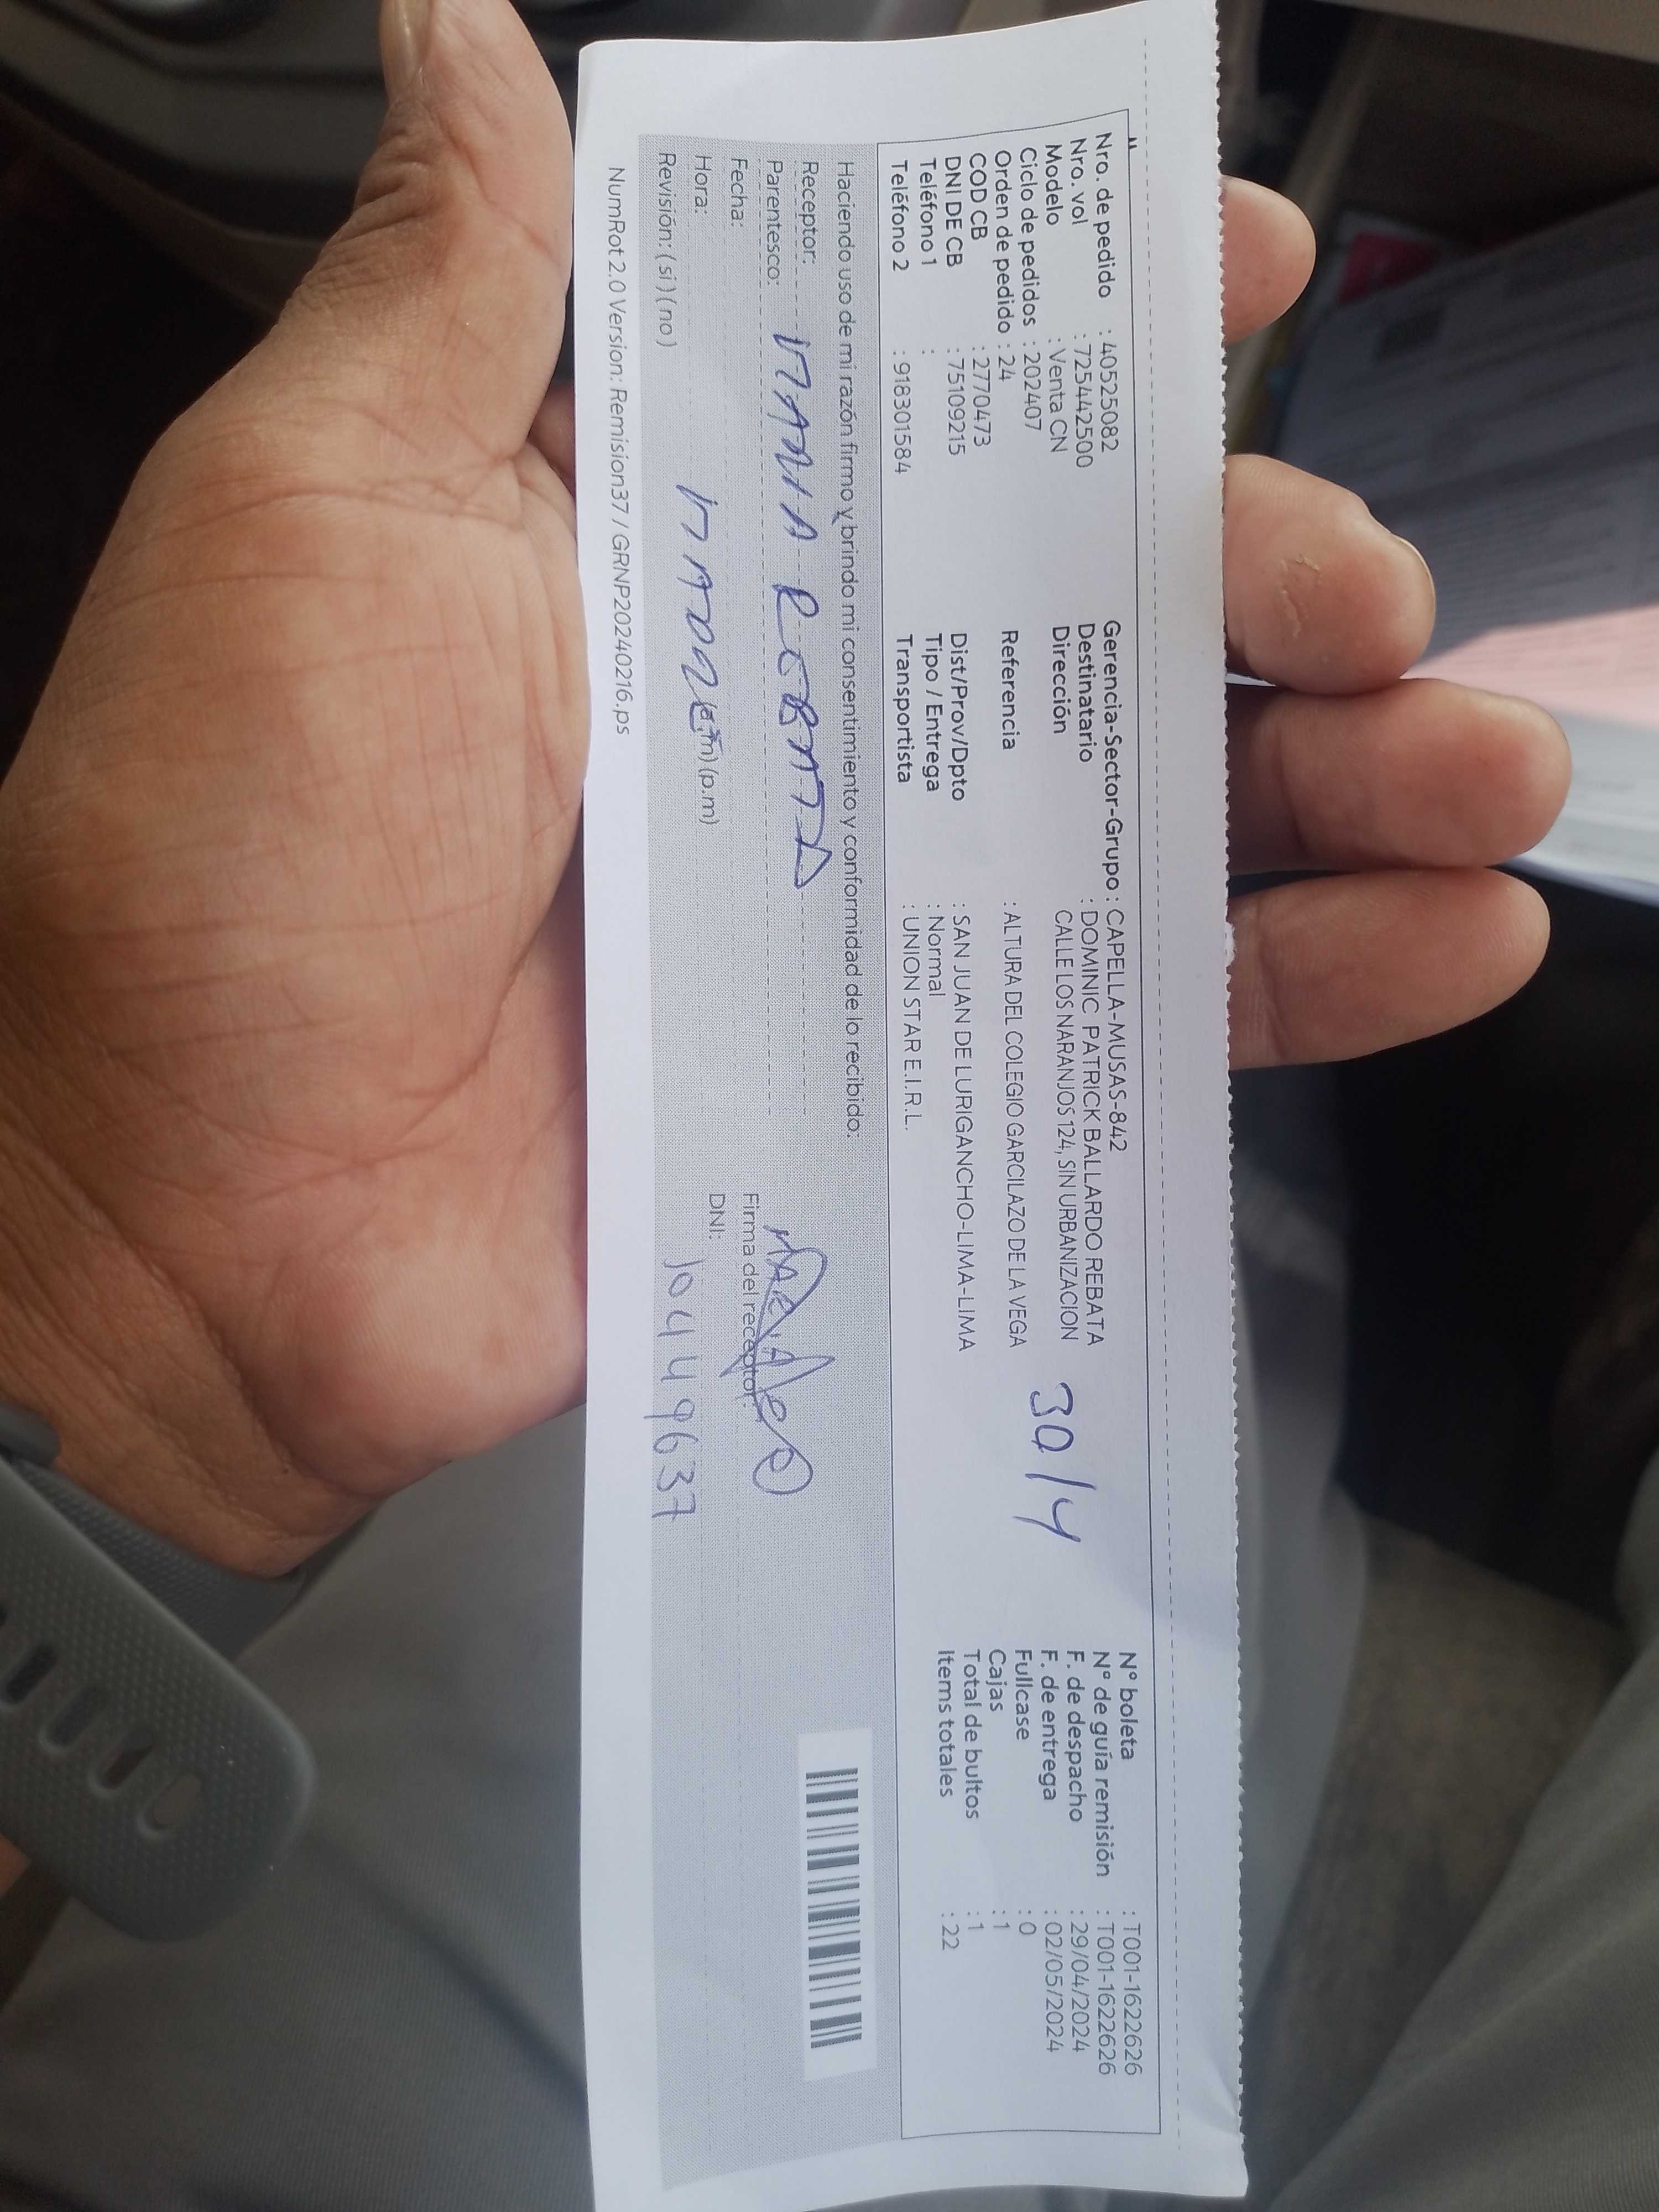 Nro. de pedido : 40525082
Nro. vol : 725442500
Modelo : Venta CN
Ciclo de pedidos : 202407
Orden de pedido : 24
COD CB : 2770473
DNI DE CB : 75109215
Teléfono 1 :
Teléfono 2 : 918301584
Gerencia-Sector-Grupo : CAPELLA-MUSAS-842
Destinatario : DOMINIC PATRICK BALLARDO REBATA
Dirección CALLE LOS NARANJOS 124, SIN URBANIZACION
Referencia : ALTURA DEL COLEGIO GARCILAZO DE LA VEGA
Dist/Prov/Dpto : SAN JUAN DE LURIGANCHO-LIMA-LIMA
Tipo / Entrega : Normal
Transportista : UNION STAR E.I.R.L.
30/4
N° boleta : T001-1622626
N° de guía remisión : T001-1622626
F. de despacho : 29/04/2024
F. de entrega : 02/05/2024
Fullcase : 0
Cajas : 1
Total de bultos : 1
Items totales : 22
Haciendo uso de mi razón firmo y brindo mi consentimiento y conformidad de lo recibido:
Receptor: MARIA REBATA
Parentesco:
Fecha:
Hora: MADRE (a.m) (p.m)
Revisión: (si) (no)
Firma del receptor:
DNI: 10449637
NumRot 2.0 Version: Remision37 / GRNP20240216.ps